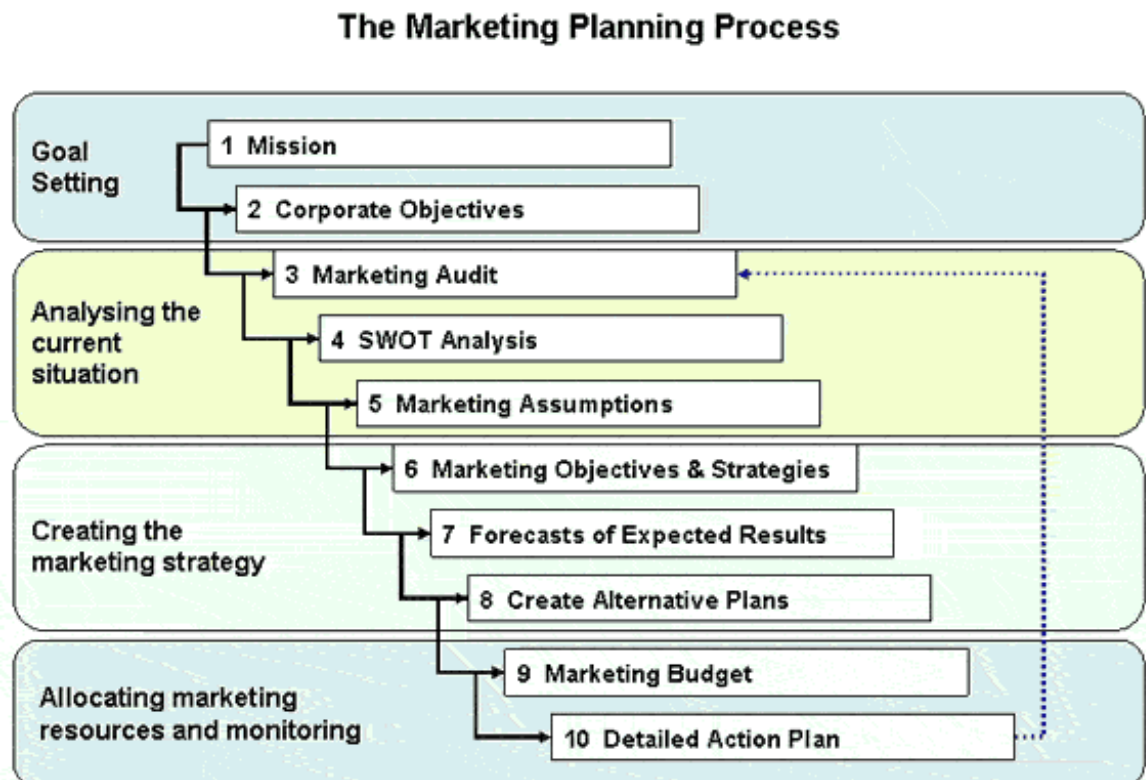 The Marketing Planning Process
Goal
Setting
1 Mission
2 Corporate Objectives
Analysing the
current
situation
3 Marketing Audit
4 SWOT Analysis
5 Marketing Assumptions
Creating the
marketing strategy
6 Marketing Objectives & Strategies
7 Forecasts of Expected Results
8 Create Alternative Plans
Allocating marketing
resources and monitoring
9 Marketing Budget
10 Detailed Action Plan